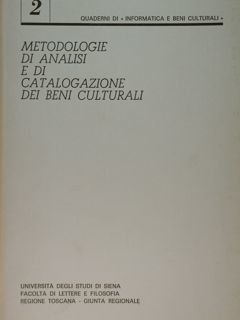 2
QUADERNI DI « INFORMATICA E BENI CULTURALI »
METODOLOGIE
DI ANALISI
E DI
CATALOGAZIONE
DEI BENI CULTURALI
UNIVERSITÀ DEGLI STUDI DI SIENA
FACOLTÀ DI LETTERE E FILOSOFIA
REGIONE TOSCANA - GIUNTA REGIONALE